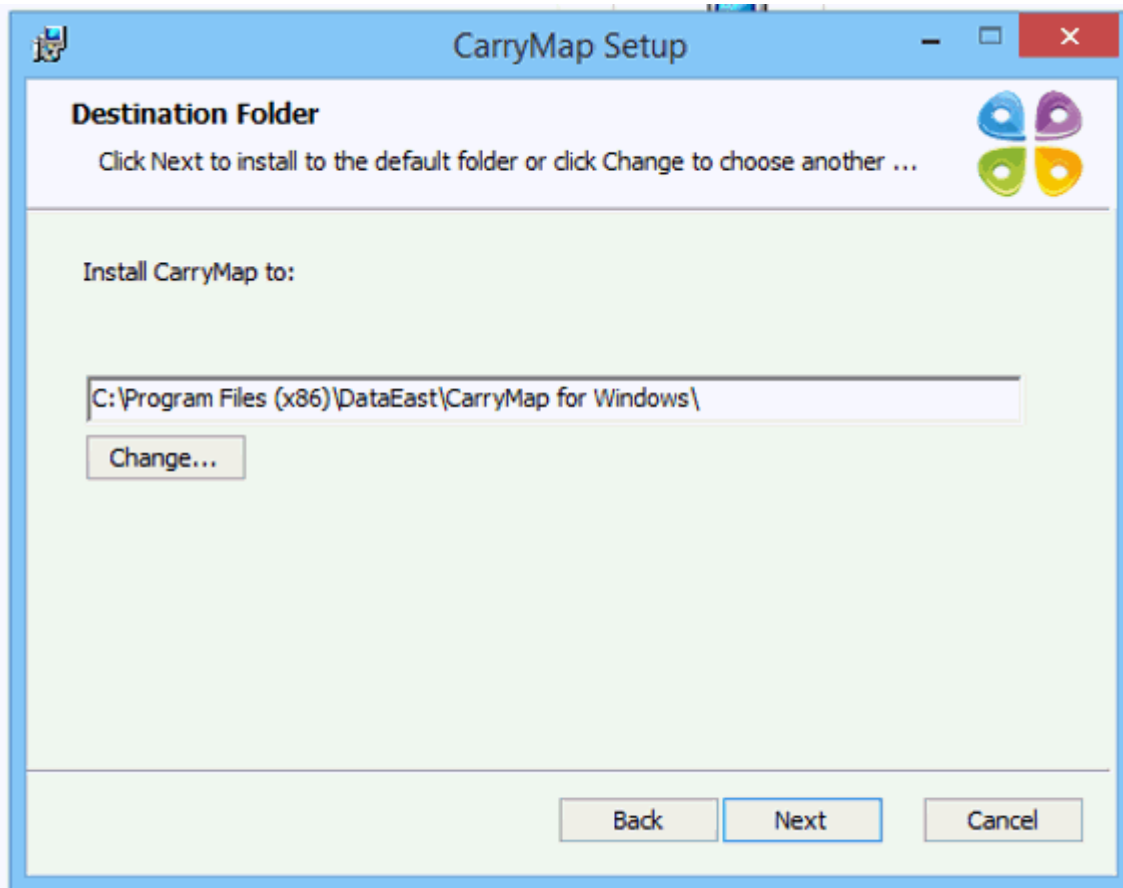 CarryMap Setup
Destination Folder
Click Next to install to the default folder or click Change to choose another ...
Install CarryMap to:
C:\Program Files (x86)\DataEast\CarryMap for Windows\
Change...
Back Next Cancel